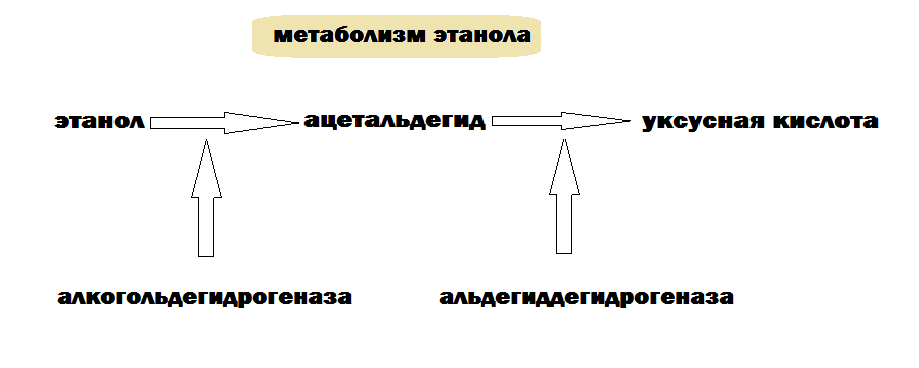 метаболизм этанола
этанол ацетальдегид уксусная кислота
алкогольдегидрогеназа альдегиддегидрогеназа